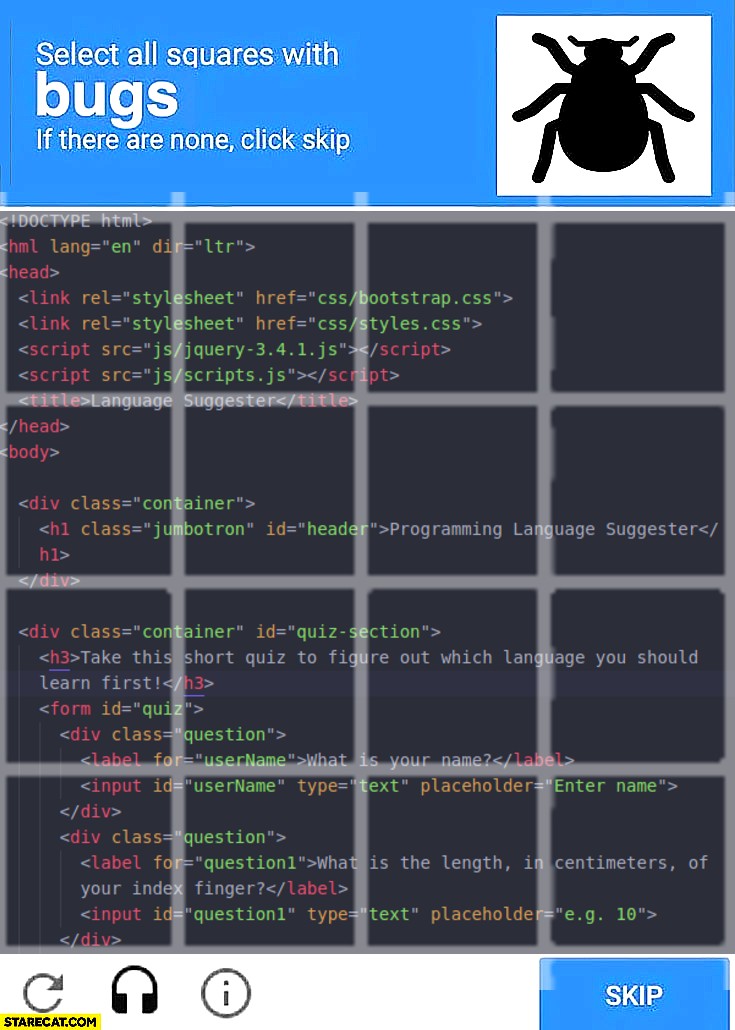 Select all squares with
bugs
If there are none, click skip
<!DOCTYPE html>
<hml lang="en" dir="ltr">
<head>
<link rel="stylesheet" href="css/bootstrap.css">
<link rel="stylesheet" href="css/styles.css">
<script src="js/jquery-3.4.1.js"></script>
<script src="js/scripts.js"></script>
<title>Language Suggester</title>
</head>
<body>
<div class="container">
<h1 class="jumbotron" id="header">Programming Language Suggester</
h1>
</div>
<div class="container" id="quiz-section">
<h3>Take this short quiz to figure out which language you should
learn first!</h3>
<form id="quiz">
<div class="question">
<label for="userName">What is your name?</label>
<input id="userName" type="text" placeholder="Enter name">
</div>
<div class="question">
<label for="question1">What is the length, in centimeters, of
your index finger?</label>
<input id="question1" type="text" placeholder="e.g. 10">
</div>
SKIP
STARECAT.COM